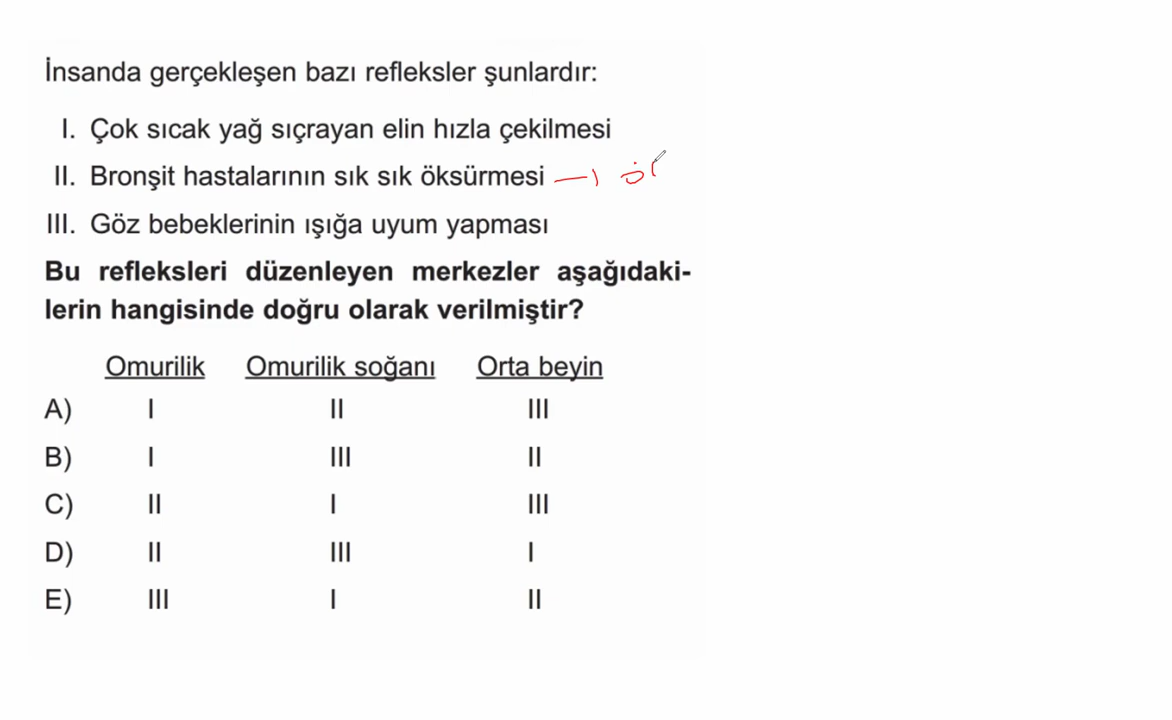 İnsanda gerçekleşen bazı refleksler şunlardır:
I. Çok sıcak yağ sıçrayan elin hızla çekilmesi
II. Bronşit hastalarının sık sık öksürmesi
III. Göz bebeklerinin ışığa uyum yapması
Bu refleksleri düzenleyen merkezler aşağıdaki-
lerin hangisinde doğru olarak verilmiştir?
Omurilik Omurilik soğanı Orta beyin
A) I II III
B) I III II
C) II I III
D) II III I
E) III I II